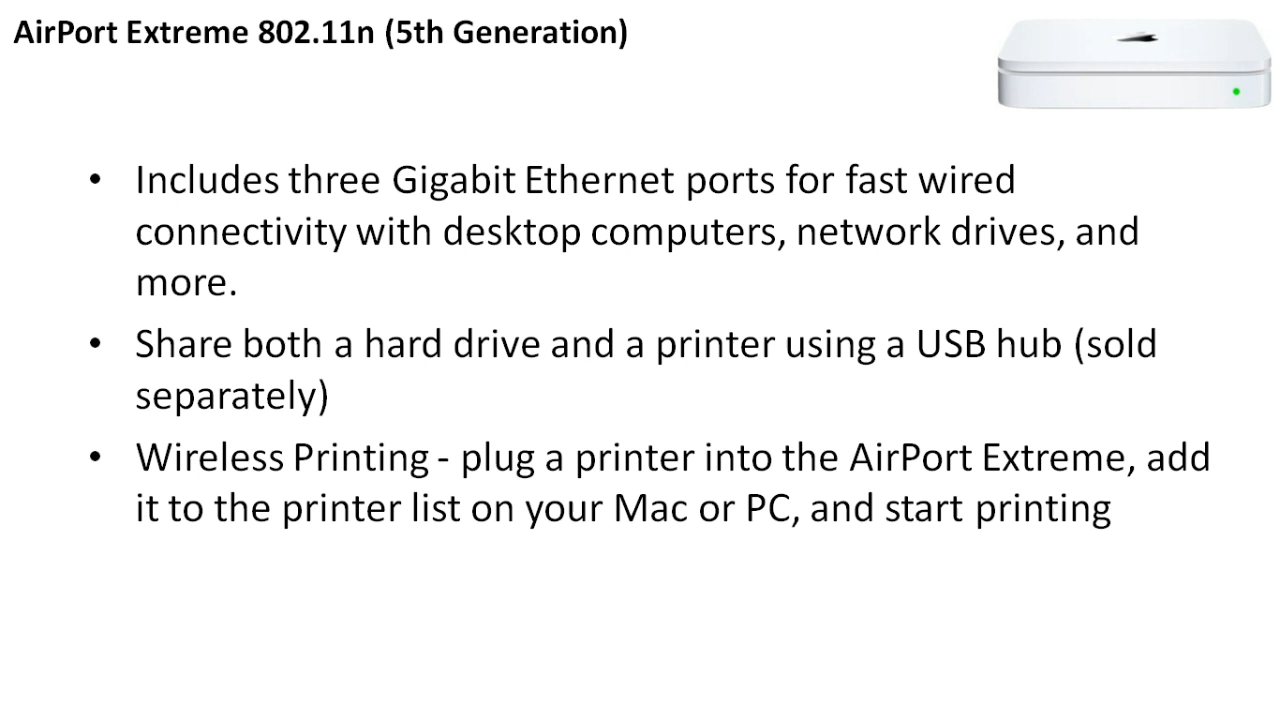 AirPort Extreme 802.11n (5th Generation)
• Includes three Gigabit Ethernet ports for fast wired
connectivity with desktop computers, network drives, and
more.
• Share both a hard drive and a printer using a USB hub (sold
separately)
• Wireless Printing - plug a printer into the AirPort Extreme, add
it to the printer list on your Mac or PC, and start printing